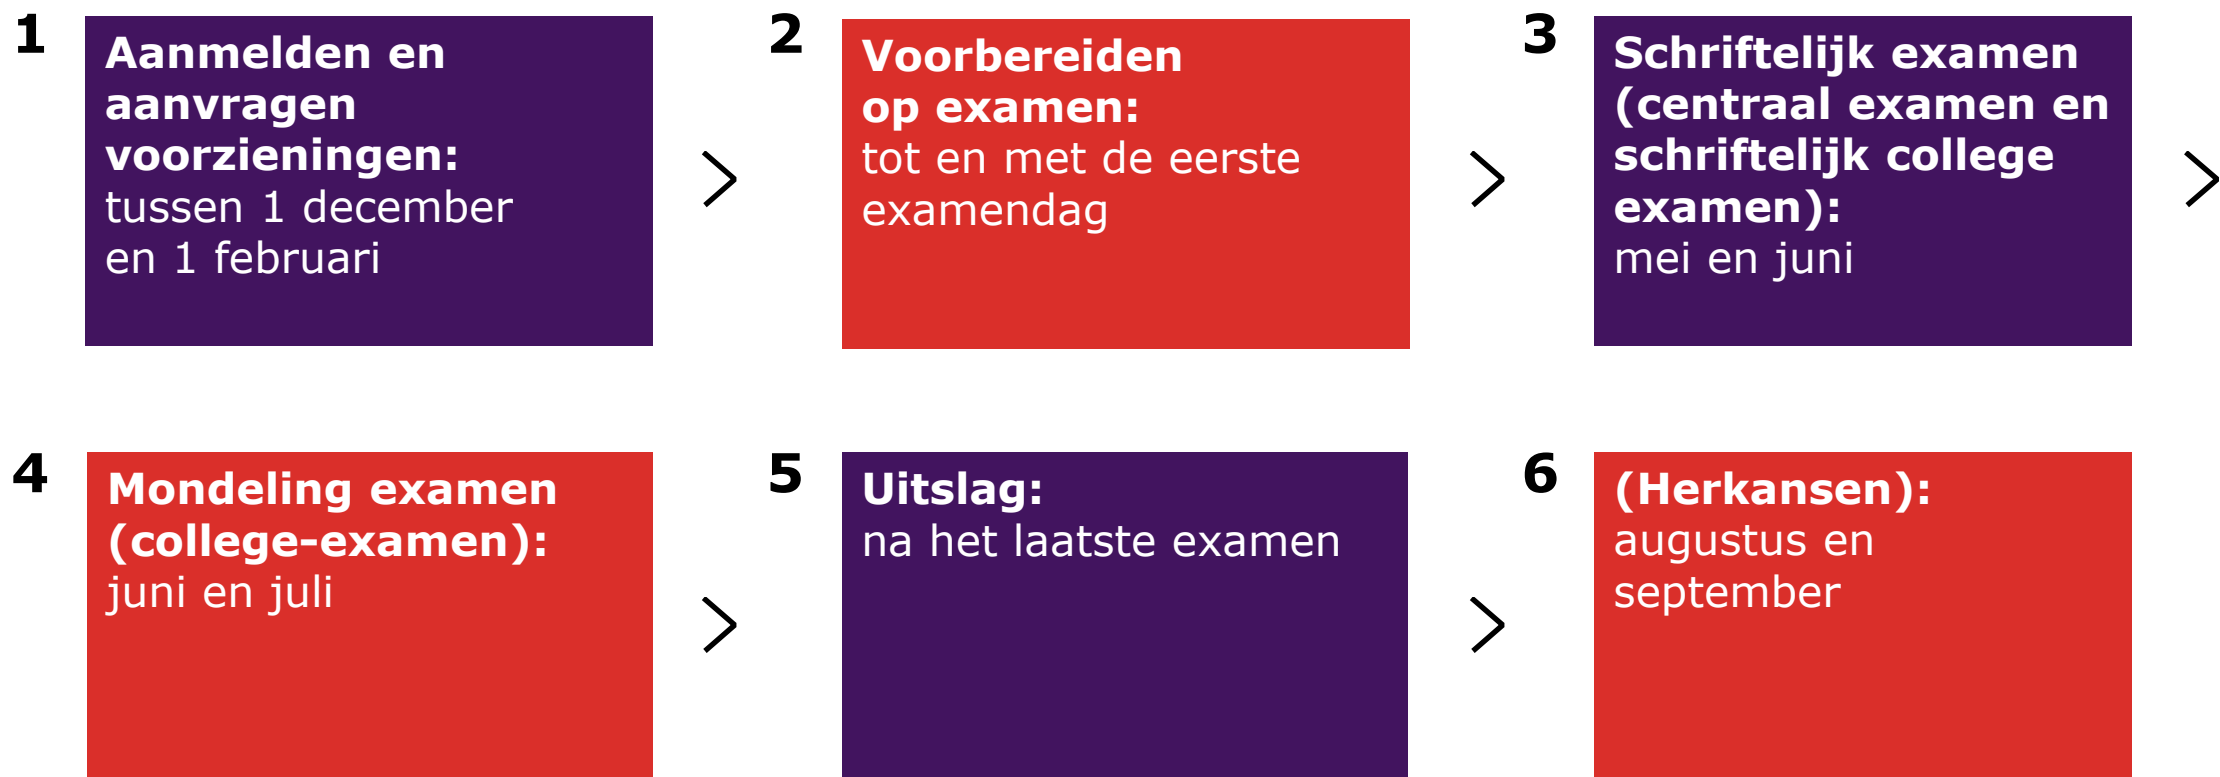 1
Aanmelden en
aanvragen
voorzieningen:
tussen 1 december
en 1 februari
>
2
Voorbereiden
op examen:
tot en met de eerste
examendag
>
3
Schriftelijk examen
(centraal examen en
schriftelijk college
examen):
mei en juni
>
4
Mondeling examen
(college-examen):
juni en juli
>
5
Uitslag:
na het laatste examen
>
6
(Herkansen):
augustus en
september